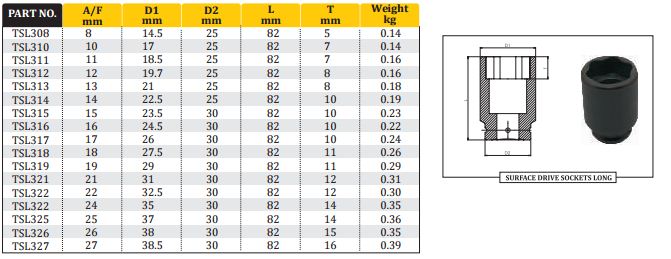 PART NO. A/F mm D1 mm D2 mm L mm T mm Weight kg
TSL308 8 14.5 25 82 5 0.14
TSL310 10 17 25 82 7 0.14
TSL311 11 18.5 25 82 7 0.16
TSL312 12 19.7 25 82 8 0.16
TSL313 13 21 25 82 8 0.18
TSL314 14 22.5 25 82 10 0.19
TSL315 15 23.5 30 82 10 0.23
TSL316 16 24.5 30 82 10 0.22
TSL317 17 26 30 82 10 0.24
TSL318 18 27.5 30 82 11 0.26
TSL319 19 29 30 82 11 0.29
TSL321 21 31 30 82 12 0.31
TSL322 22 32.5 30 82 12 0.30
TSL322 24 35 30 82 14 0.35
TSL325 25 37 30 82 14 0.36
TSL326 26 38 30 82 15 0.35
TSL327 27 38.5 30 82 16 0.39
D1
T
L
D2
SURFACE DRIVE SOCKETS LONG